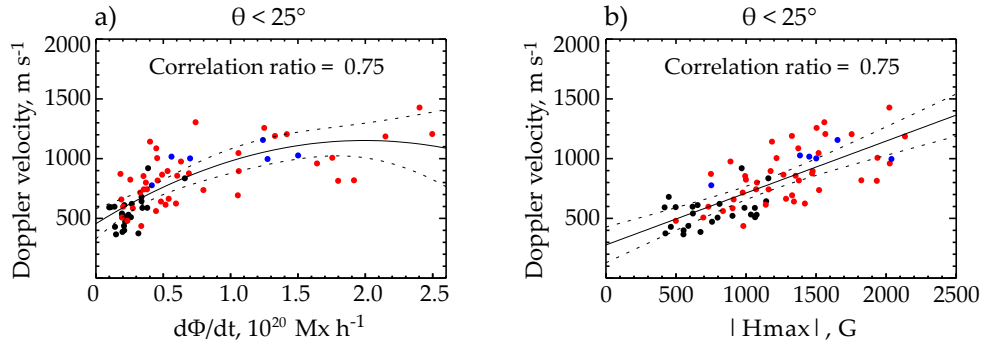 a) θ < 25°
Doppler velocity, m s⁻¹
2000
1500
1000
500
0
Correlation ratio = 0.75
0 0.5 1.0 1.5 2.0 2.5
dΦ/dt, 10²⁰ Mx h⁻¹
b) θ < 25°
Doppler velocity, m s⁻¹
2000
1500
1000
500
0
Correlation ratio = 0.75
0 500 1000 1500 2000 2500
|Hmax|, G